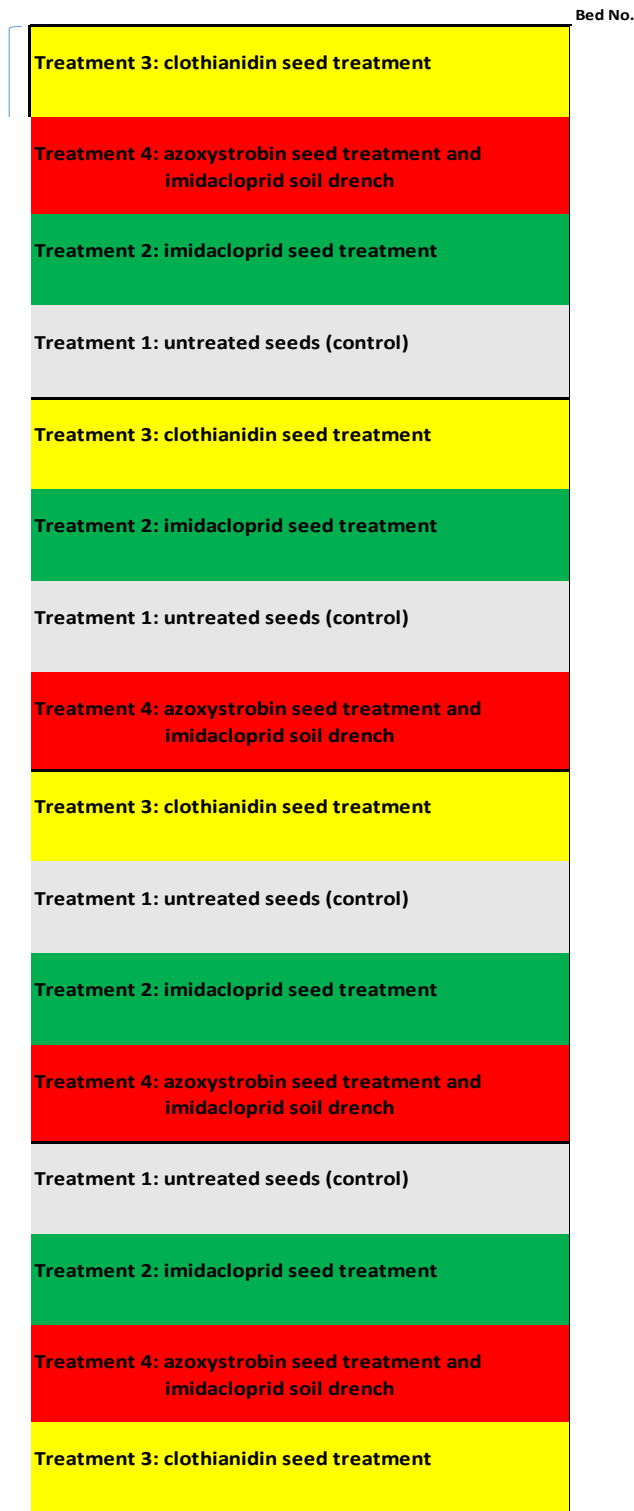 Bed No.
Treatment 3: clothianidin seed treatment
Treatment 4: azoxystrobin seed treatment and
imidacloprid soil drench
Treatment 2: imidacloprid seed treatment
Treatment 1: untreated seeds (control)
Treatment 3: clothianidin seed treatment
Treatment 2: imidacloprid seed treatment
Treatment 1: untreated seeds (control)
Treatment 4: azoxystrobin seed treatment and
imidacloprid soil drench
Treatment 3: clothianidin seed treatment
Treatment 1: untreated seeds (control)
Treatment 2: imidacloprid seed treatment
Treatment 4: azoxystrobin seed treatment and
imidacloprid soil drench
Treatment 1: untreated seeds (control)
Treatment 2: imidacloprid seed treatment
Treatment 4: azoxystrobin seed treatment and
imidacloprid soil drench
Treatment 3: clothianidin seed treatment